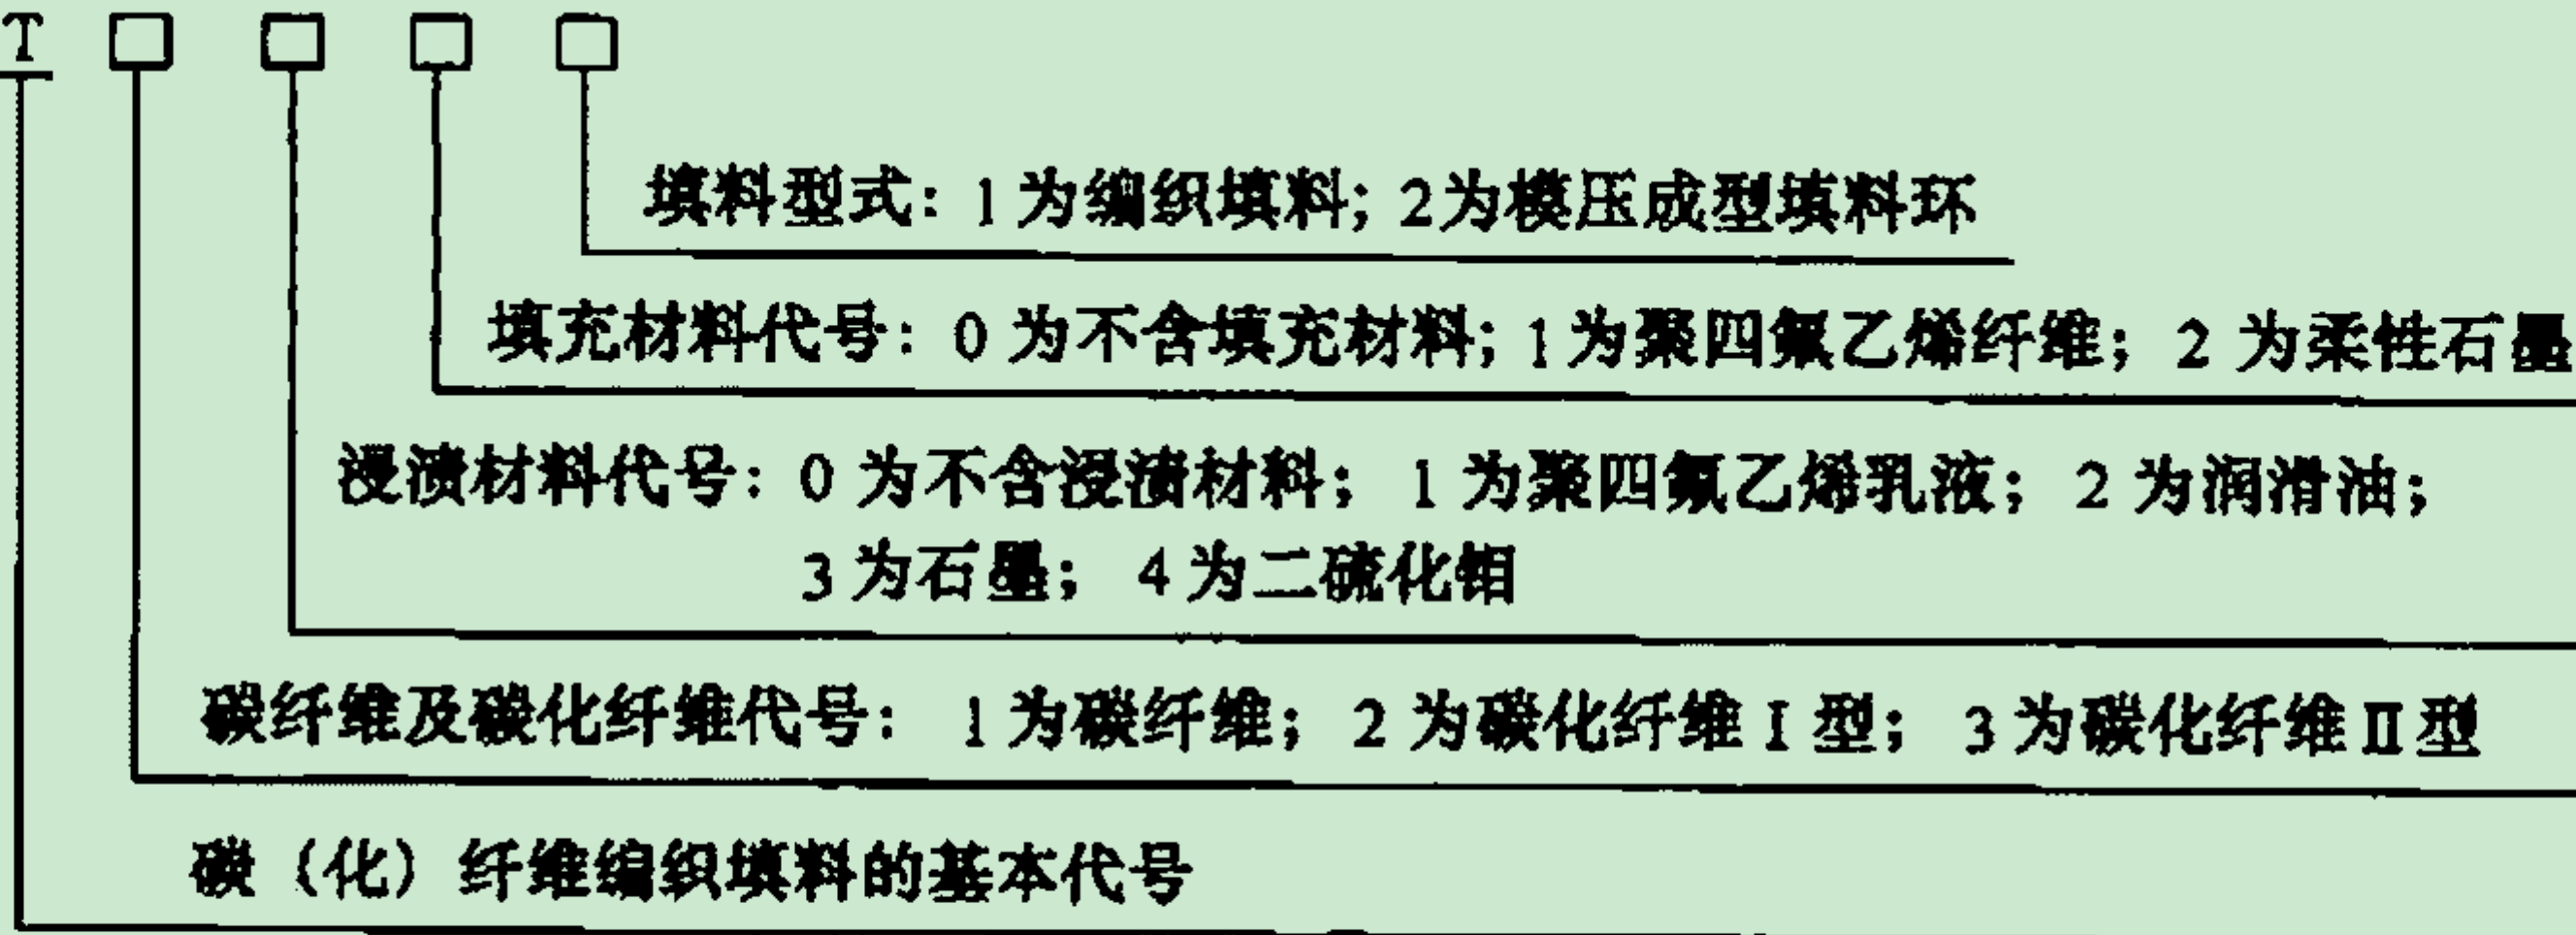 T □ □ □ □
填料型式：1为编织填料；2为模压成型填料环
填充材料代号：0为不含填充材料；1为聚四氟乙烯纤维；2为柔性石墨
浸渍材料代号：0为不含浸渍材料；1为聚四氟乙烯乳液；2为润滑油；
3为石墨；4为二硫化钼
碳纤维及碳化纤维代号：1为碳纤维；2为碳化纤维Ⅰ型；3为碳化纤维Ⅱ型
碳（化）纤维编织填料的基本代号